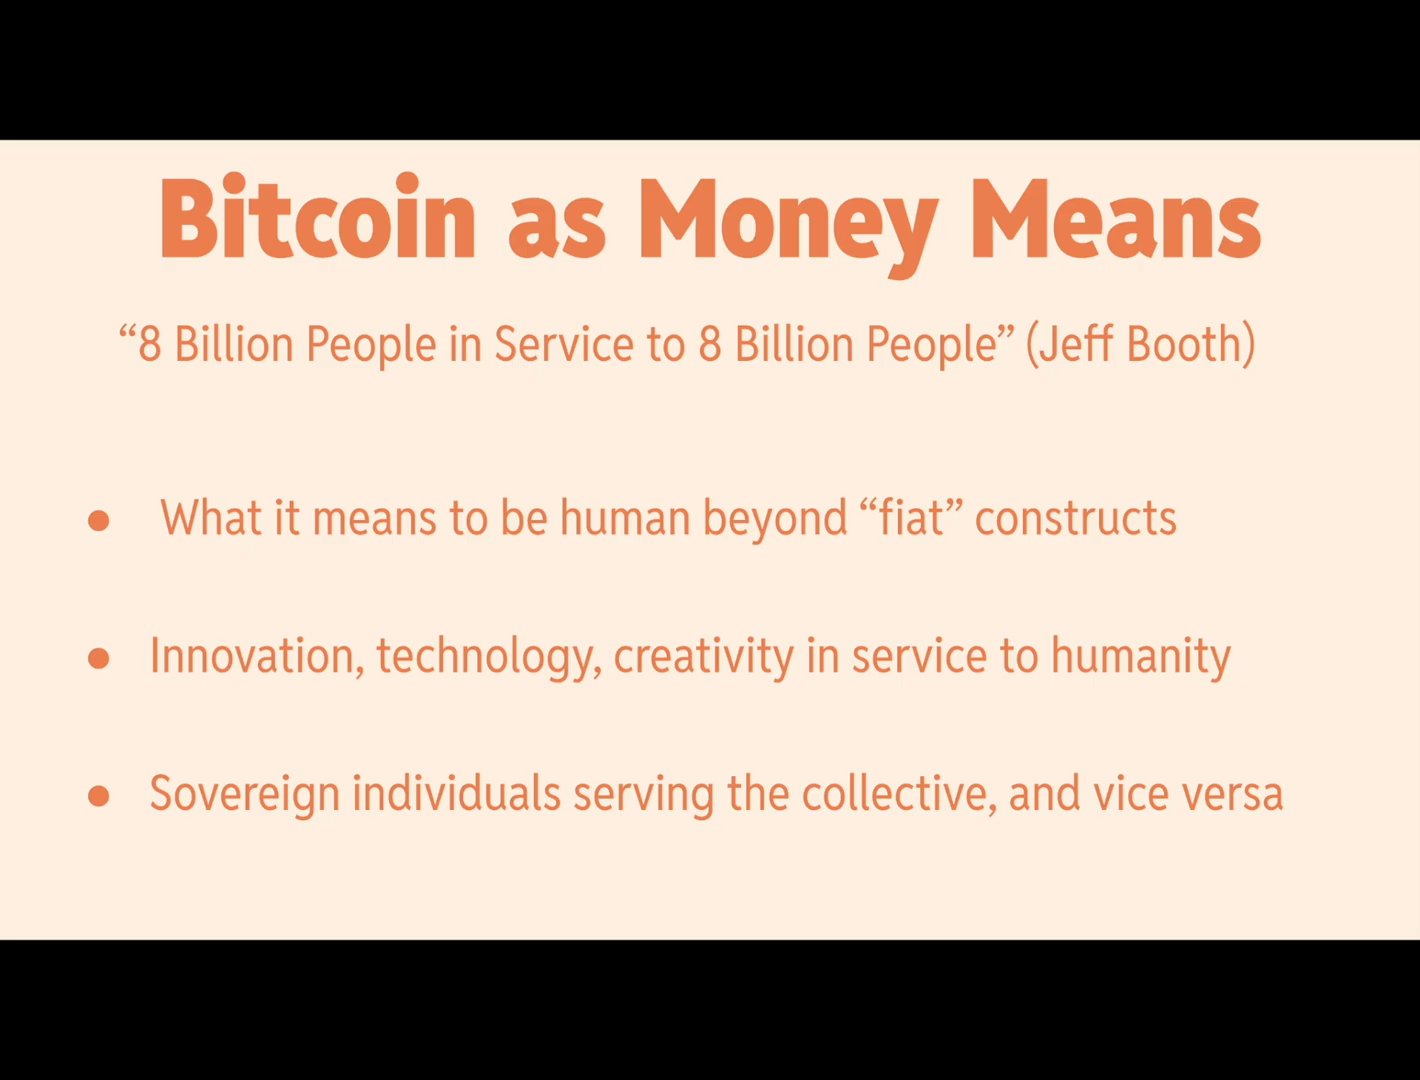 Bitcoin as Money Means
“8 Billion People in Service to 8 Billion People” (Jeff Booth)
● What it means to be human beyond “fiat” constructs
● Innovation, technology, creativity in service to humanity
● Sovereign individuals serving the collective, and vice versa